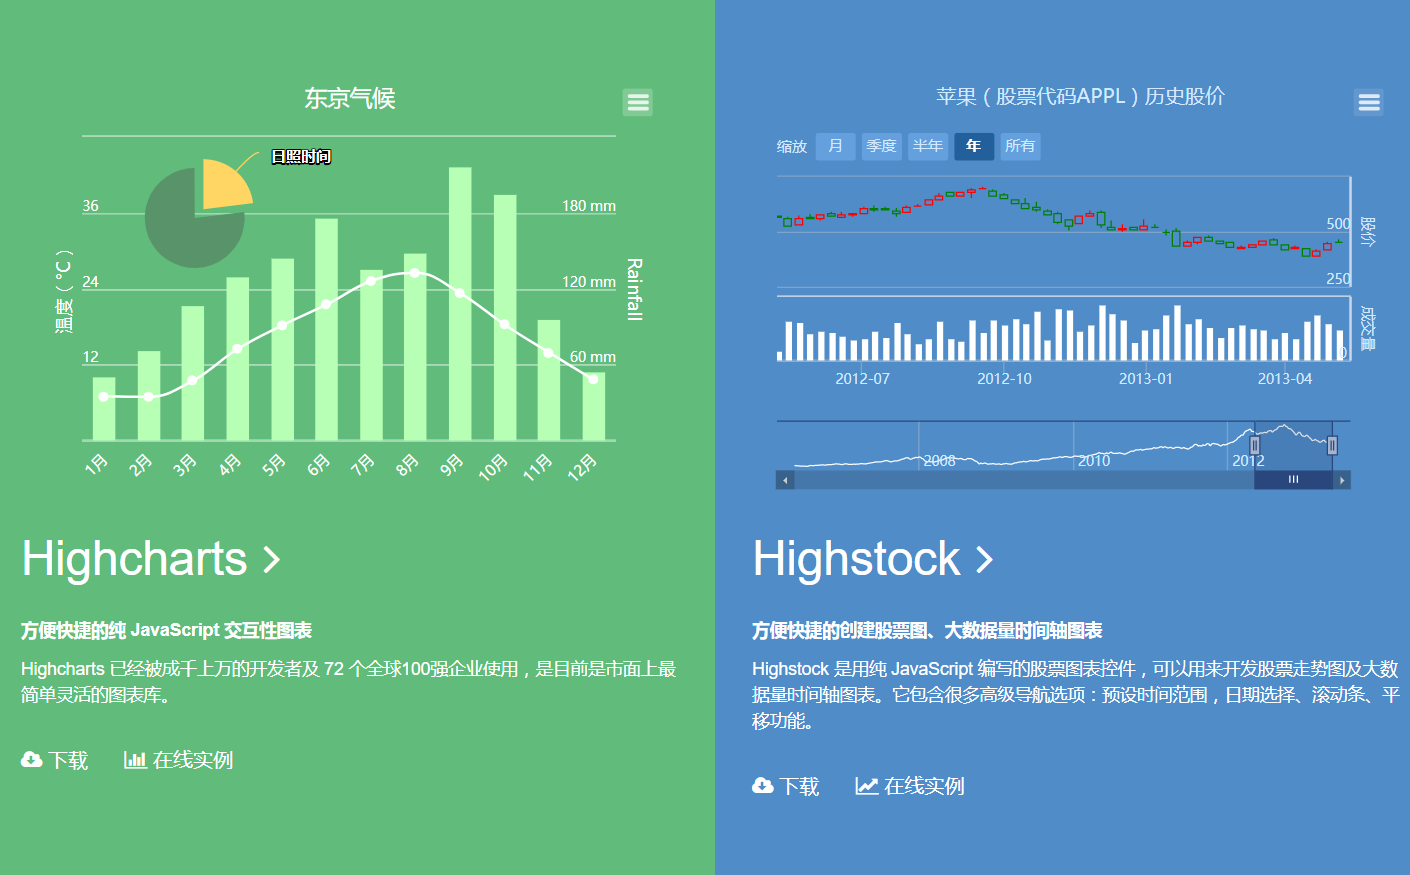 东京气候
日照时间
36
180 mm
24
120 mm
12
60 mm
温度（ °C ）
Rainfall
1月 2月 3月 4月 5月 6月 7月 8月 9月 10月 11月 12月
Highcharts
方便快捷的纯 JavaScript 交互性图表
Highcharts 已经被成千上万的开发者及 72 个全球100强企业使用，是目前是市面上最
简单灵活的图表库。
下载 在线实例
苹果（股票代码APPL）历史股价
缩放 月 季度 半年 年 所有
500
股价
250
成交量
0
2012-07 2012-10 2013-01 2013-04
2008 2010 2012
Highstock
方便快捷的创建股票图、大数据量时间轴图表
Highstock 是用纯 JavaScript 编写的股票图表控件，可以用来开发股票走势图及大数
据量时间轴图表。它包含很多高级导航选项：预设时间范围，日期选择、滚动条、平
移功能。
下载 在线实例